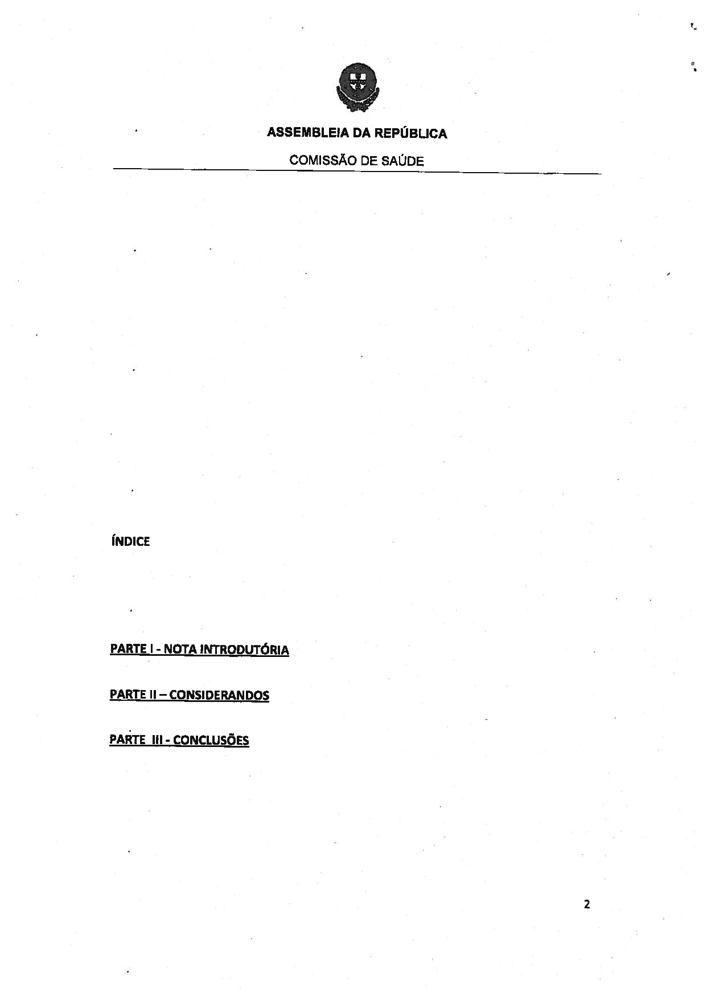 ASSEMBLEIA DA REPÚBLICA
COMISSÃO DE SAÚDE
ÍNDICE
PARTE I - NOTA INTRODUTÓRIA
PARTE II – CONSIDERANDOS
PARTE III - CONCLUSÕES
2